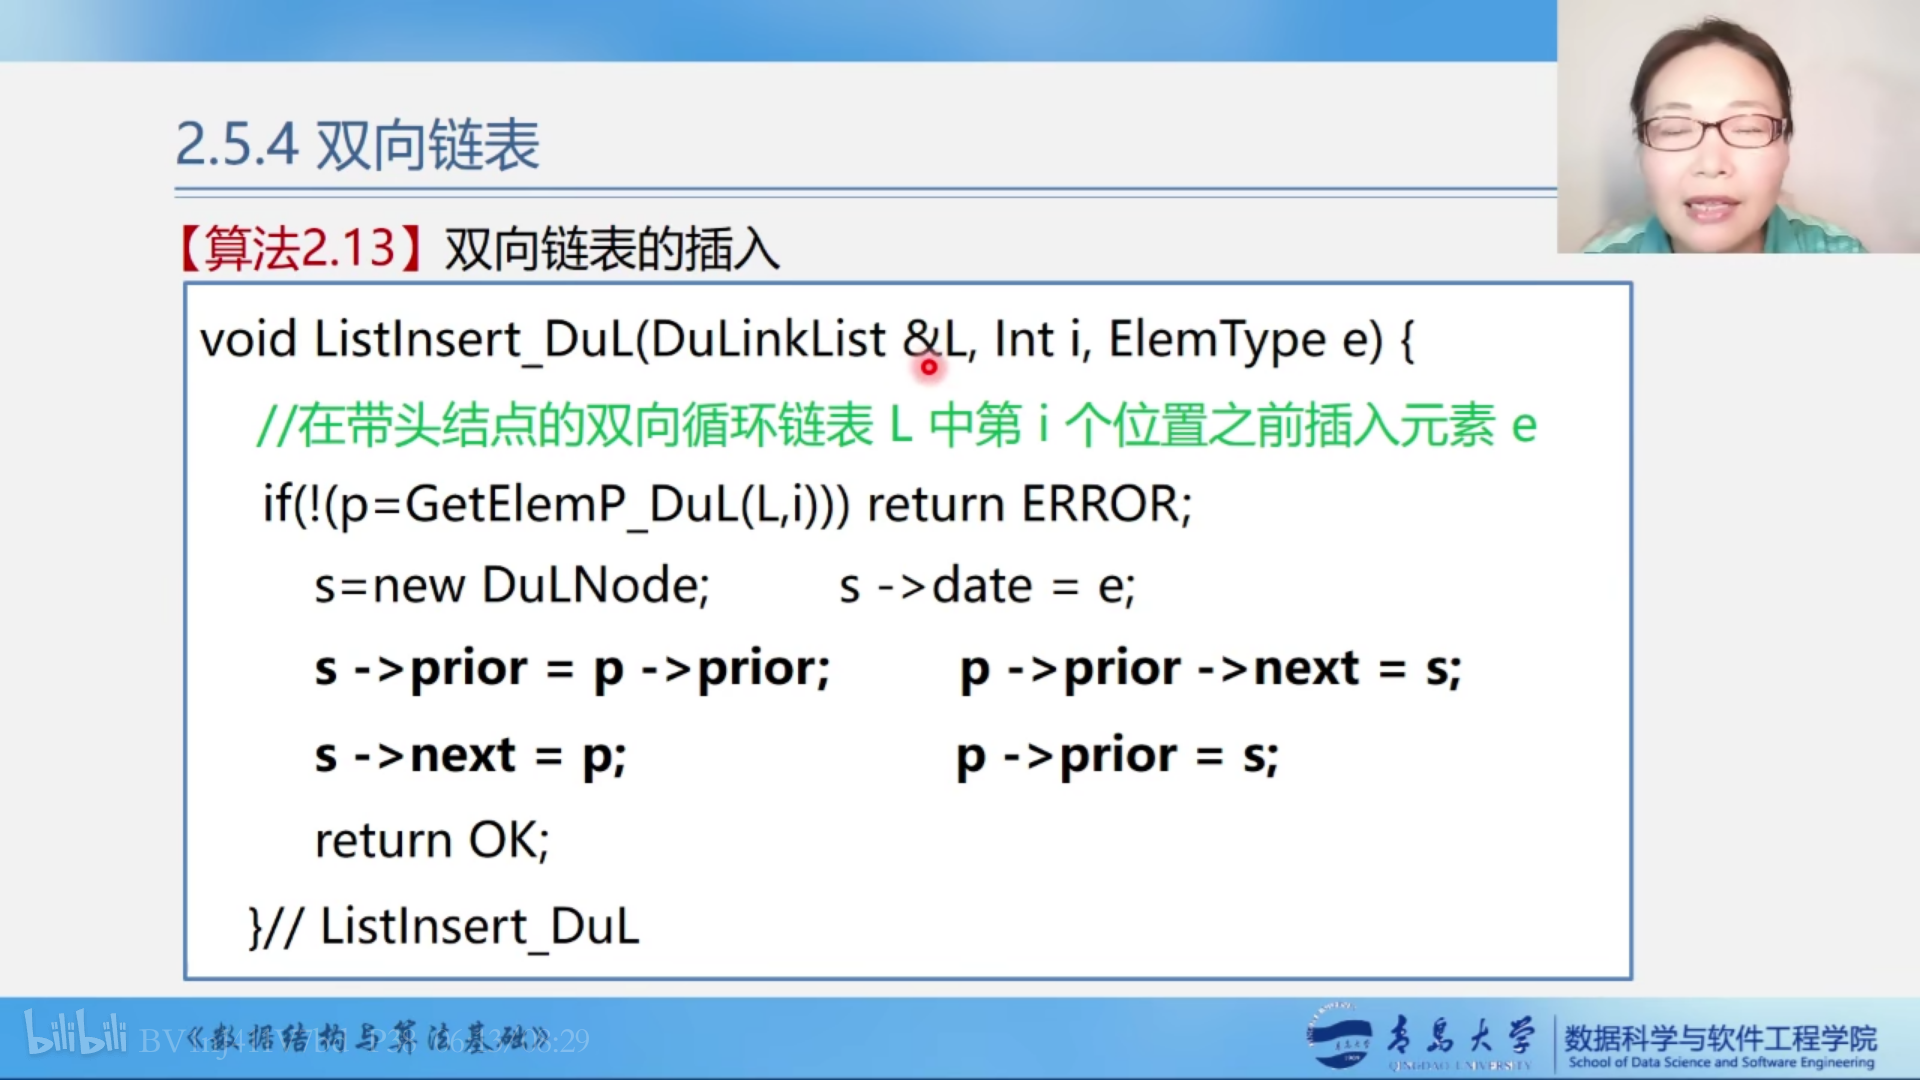 2.5.4 双向链表
【算法2.13】双向链表的插入
void ListInsert_DuL(DuLinkList &L, Int i, ElemType e) {
//在带头结点的双向循环链表 L 中第 i 个位置之前插入元素 e
if(!(p=GetElemP_DuL(L,i))) return ERROR;
s=new DuLNode; s ->date = e;
s ->prior = p ->prior; p ->prior ->next = s;
s ->next = p; p ->prior = s;
return OK;
}// ListInsert_DuL
bilibili
《数据结构与算法基础》
青岛大学
QINGDAO UNIVERSITY
数据科学与软件工程学院
School of Data Science and Software Engineering